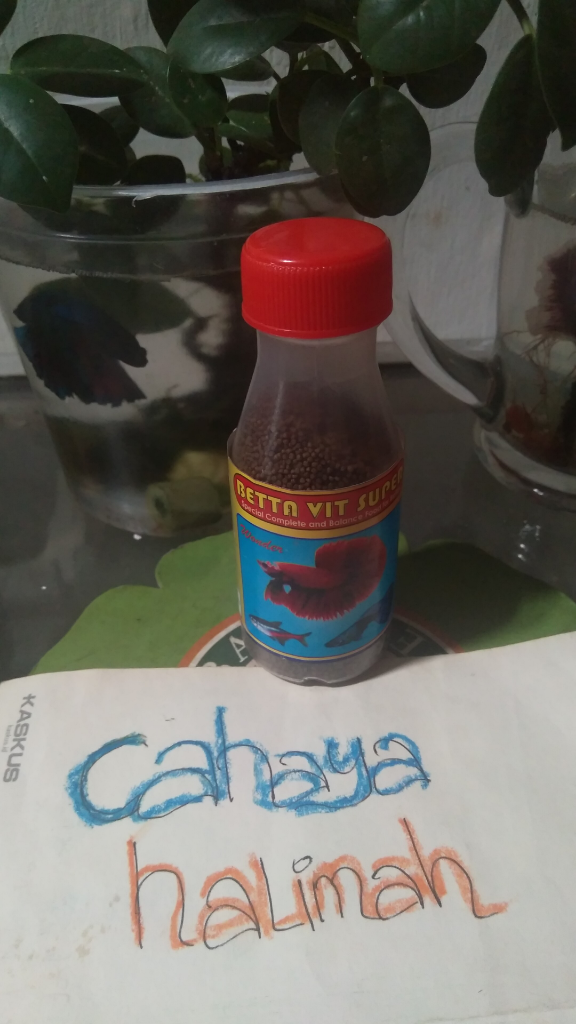 BETTA VIT SUPER
Special Complete and Balance Food
KASKUS
Cahaya
halimah